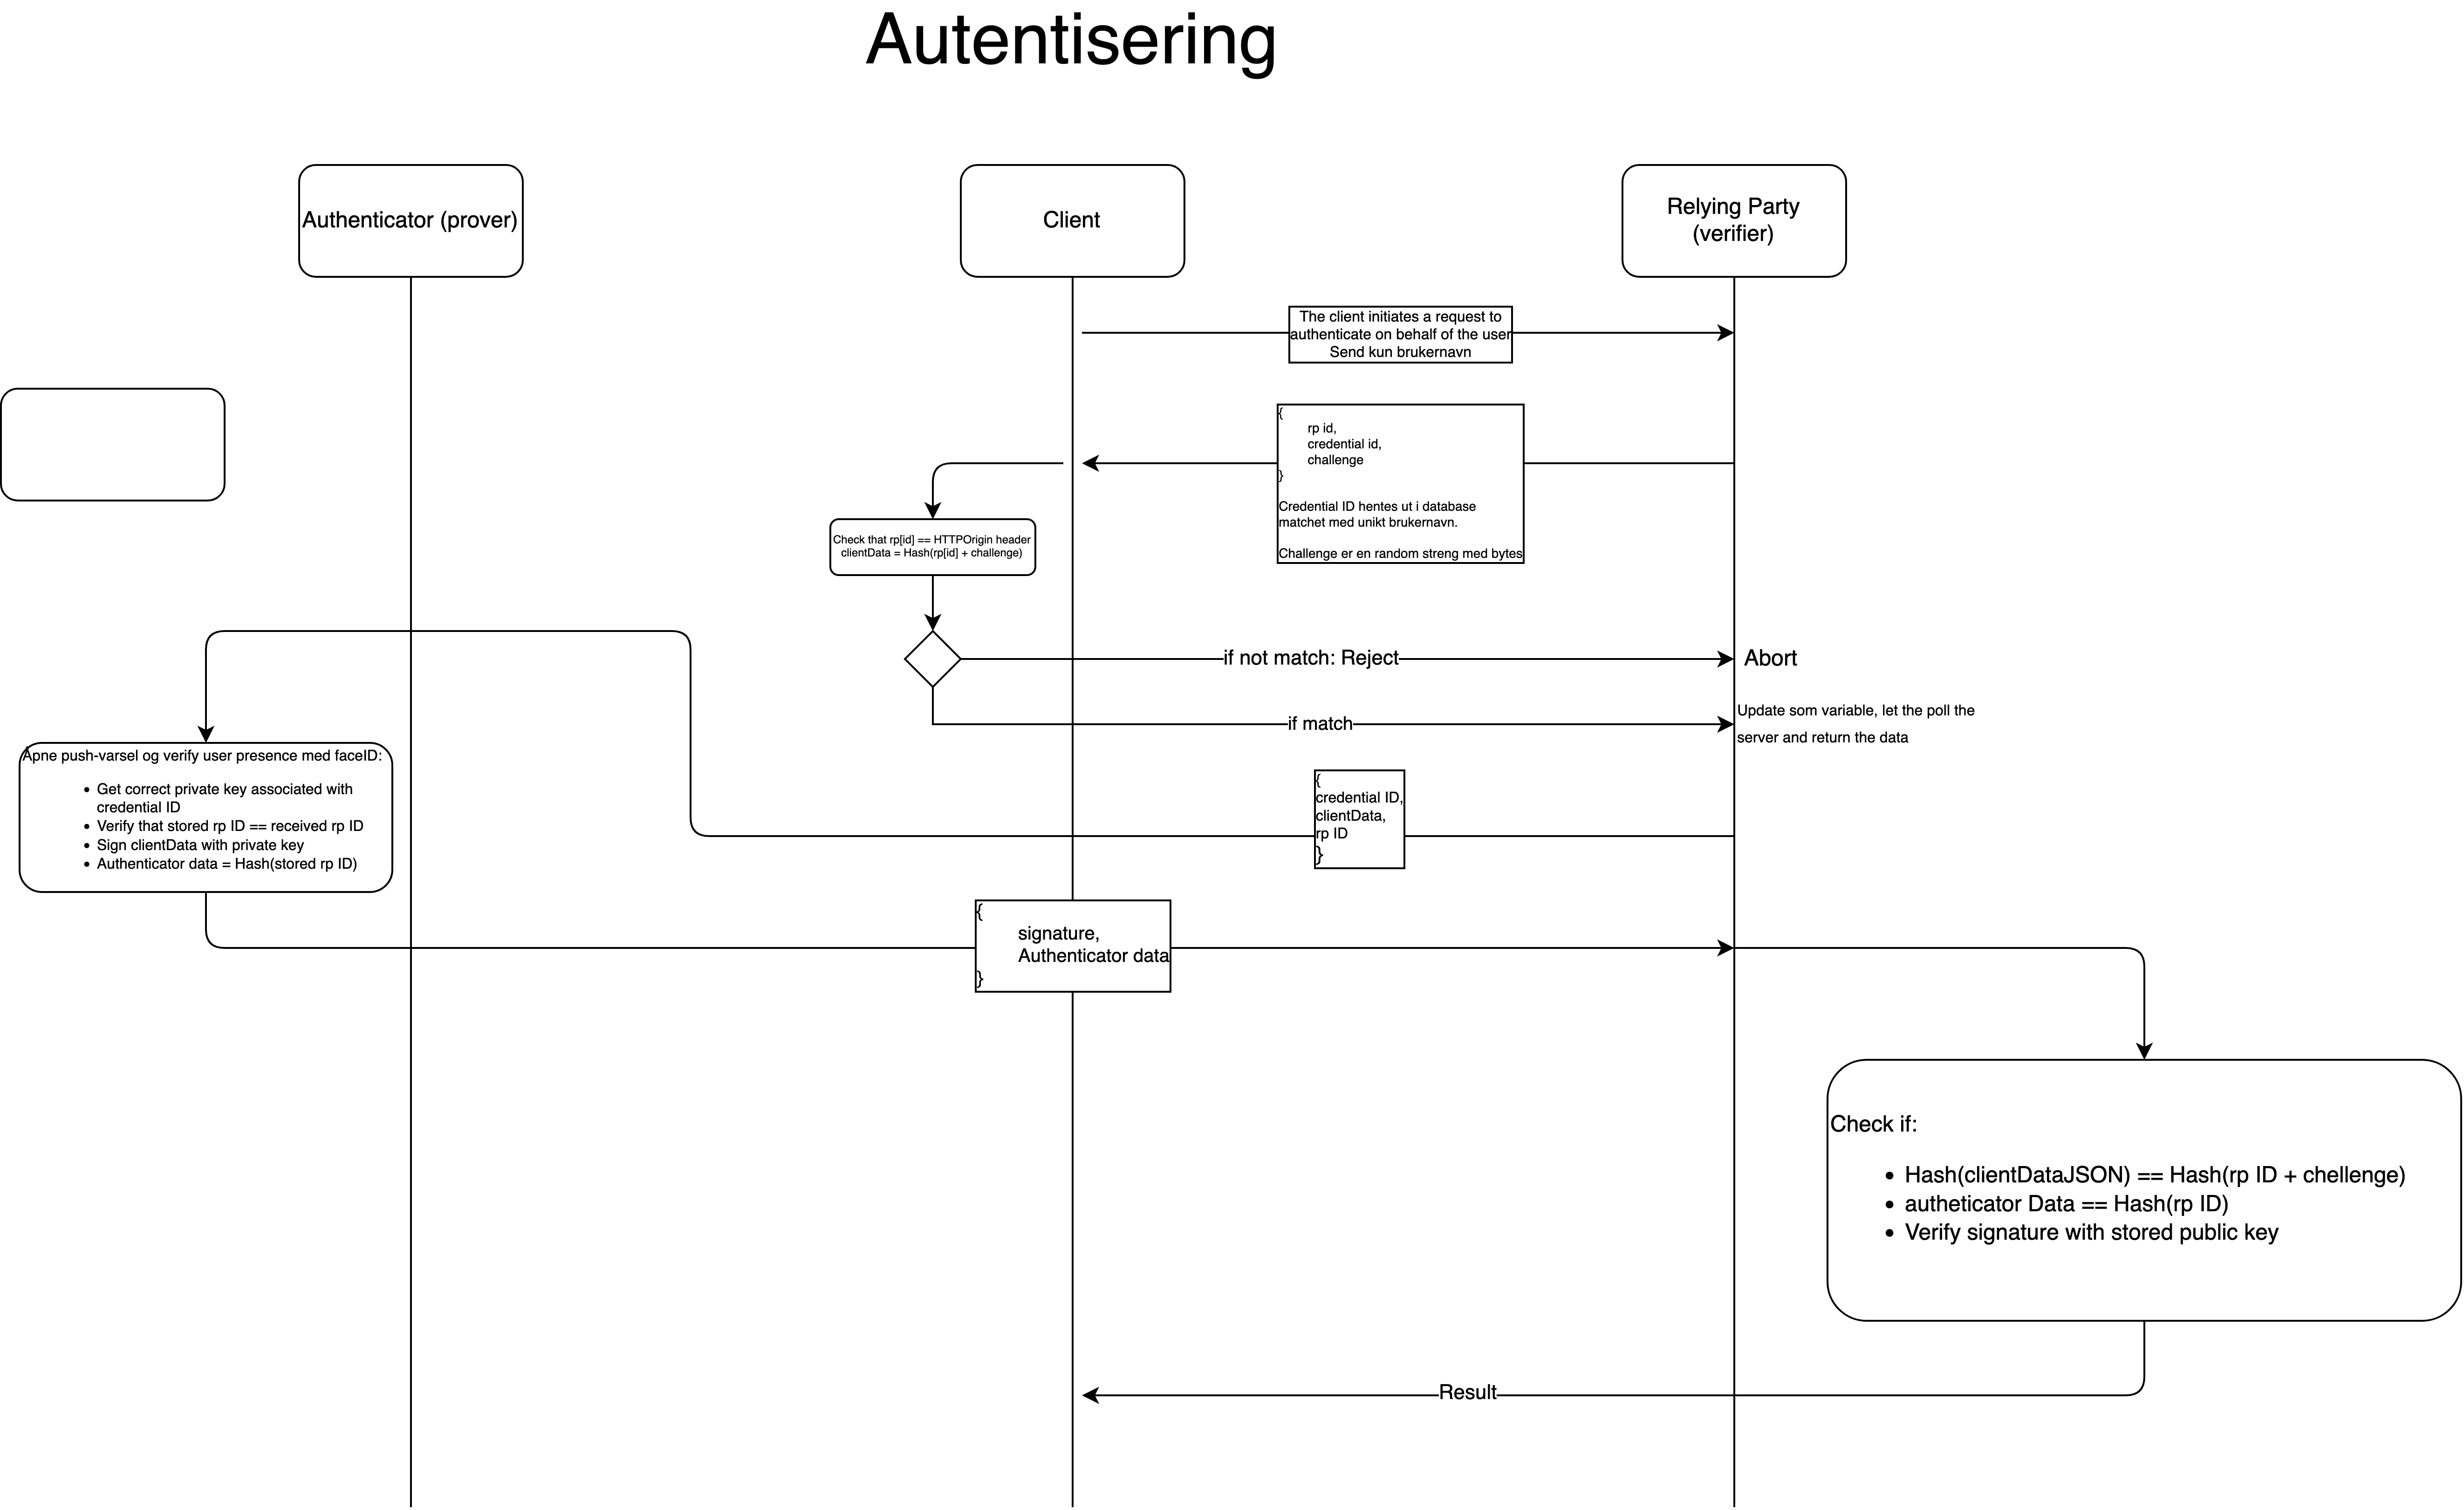 Autentisering
Authenticator (prover)
Client
Relying Party
(verifier)
The client initiates a request to
authenticate on behalf of the user
Send kun brukernavn
{
rp id,
credential id,
challenge
}
Credential ID hentes ut i database
matchet med unikt brukernavn.
Challenge er en random streng med bytes
Check that rp[id] == HTTPOrigin header
clientData = Hash(rp[id] + challenge)
if not match: Reject
Abort
if match
Update som variable, let the poll the
server and return the data
Åpne push-varsel og verify user presence med faceID:
• Get correct private key associated with
credential ID
• Verify that stored rp ID == received rp ID
• Sign clientData with private key
• Authenticator data = Hash(stored rp ID)
{
credential ID,
clientData,
rp ID
}
{
signature,
Authenticator data
}
Check if:
• Hash(clientDataJSON) == Hash(rp ID + chellenge)
• autheticator Data == Hash(rp ID)
• Verify signature with stored public key
Result